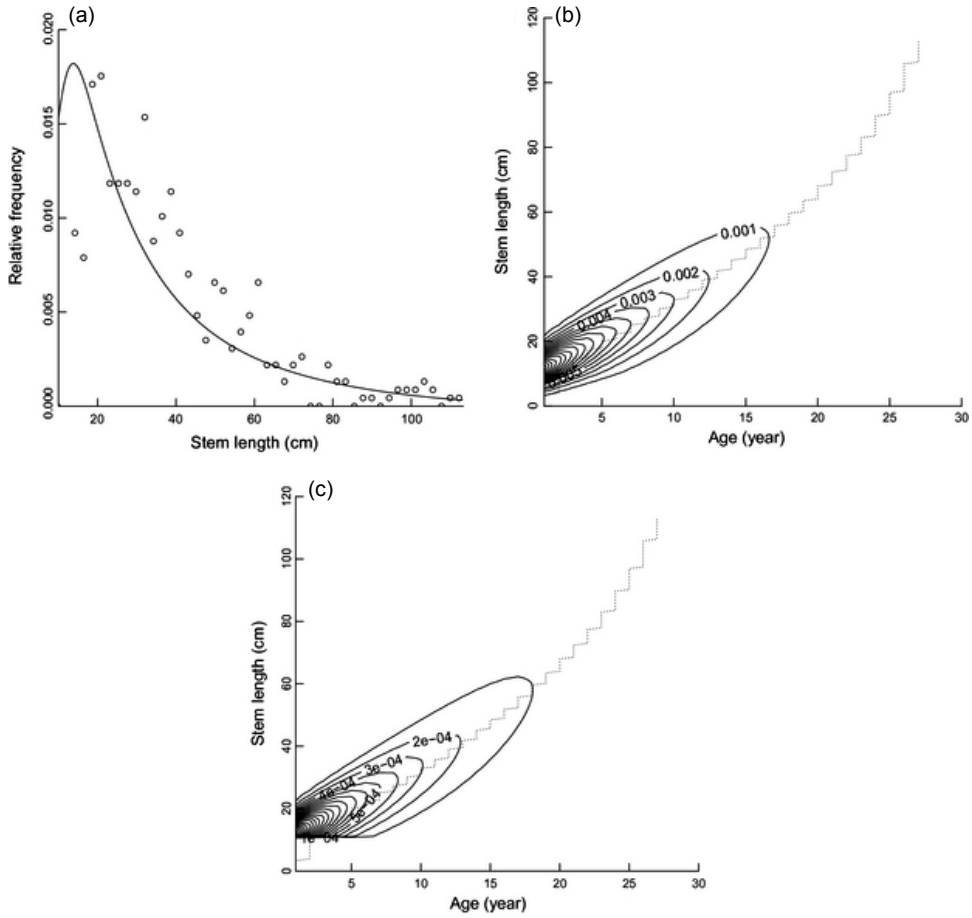 (a)
0.020
0.015
0.010
0.005
0.000
Relative frequency
20 40 60 80 100
Stem length (cm)
(b)
120
100
80
60
40
20
0
Stem length (cm)
0.001
0.002
0.003
0.004
0.005
5 10 15 20 25 30
Age (year)
(c)
120
100
80
60
40
20
0
Stem length (cm)
2e−04
3e−04
4e−04
5e−04
1e−04
5 10 15 20 25 30
Age (year)